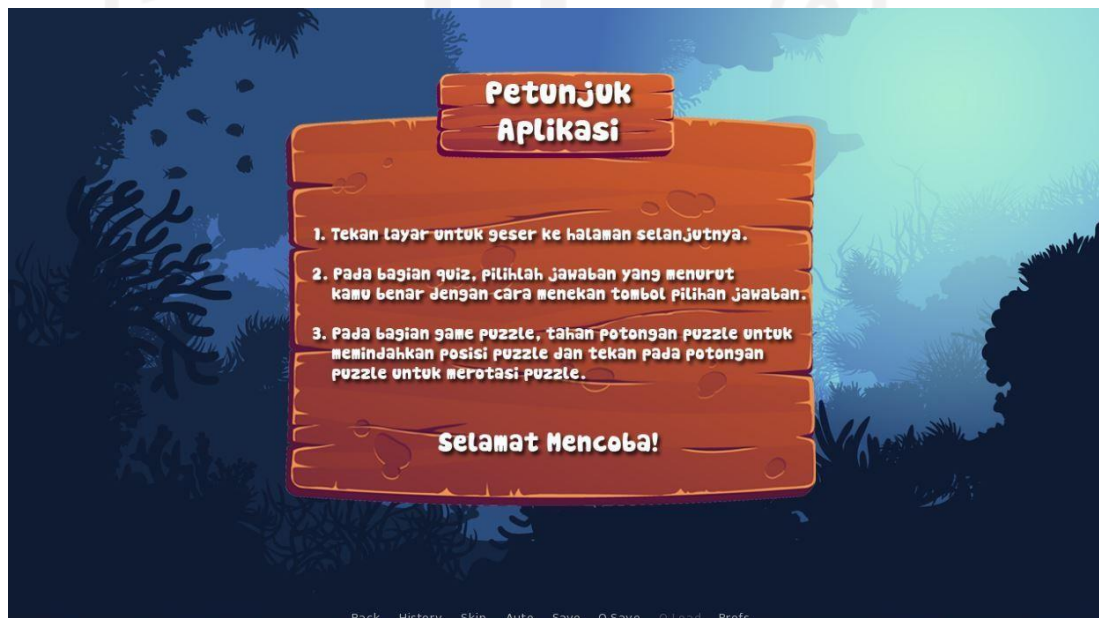 Petunjuk
Aplikasi
1. Tekan layar untuk geser ke halaman selanjutnya.
2. Pada bagian quiz, pilihlah jawaban yang menurut
kamu benar dengan cara menekan tombol pilihan jawaban.
3. Pada bagian game puzzle, tahan potongan puzzle untuk
memindahkan posisi puzzle dan tekan pada potongan
puzzle untuk merotasi puzzle.
Selamat Mencoba!
Back History Skip Auto Save Q.Save Q.Load Prefs